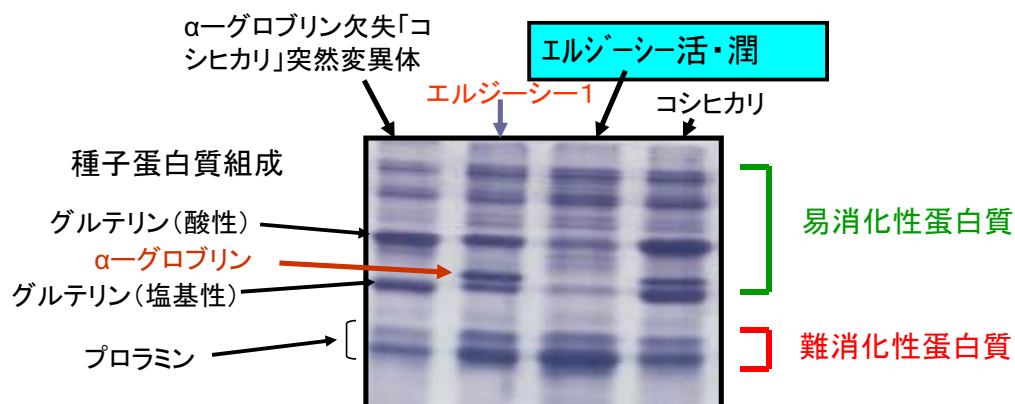 α－グロブリン欠失「コ
シヒカリ」突然変異体
エルジーシー活・潤
エルジーシー1
コシヒカリ
種子蛋白質組成
グルテリン（酸性）
α－グロブリン
グルテリン（塩基性）
プロラミン
易消化性蛋白質
難消化性蛋白質